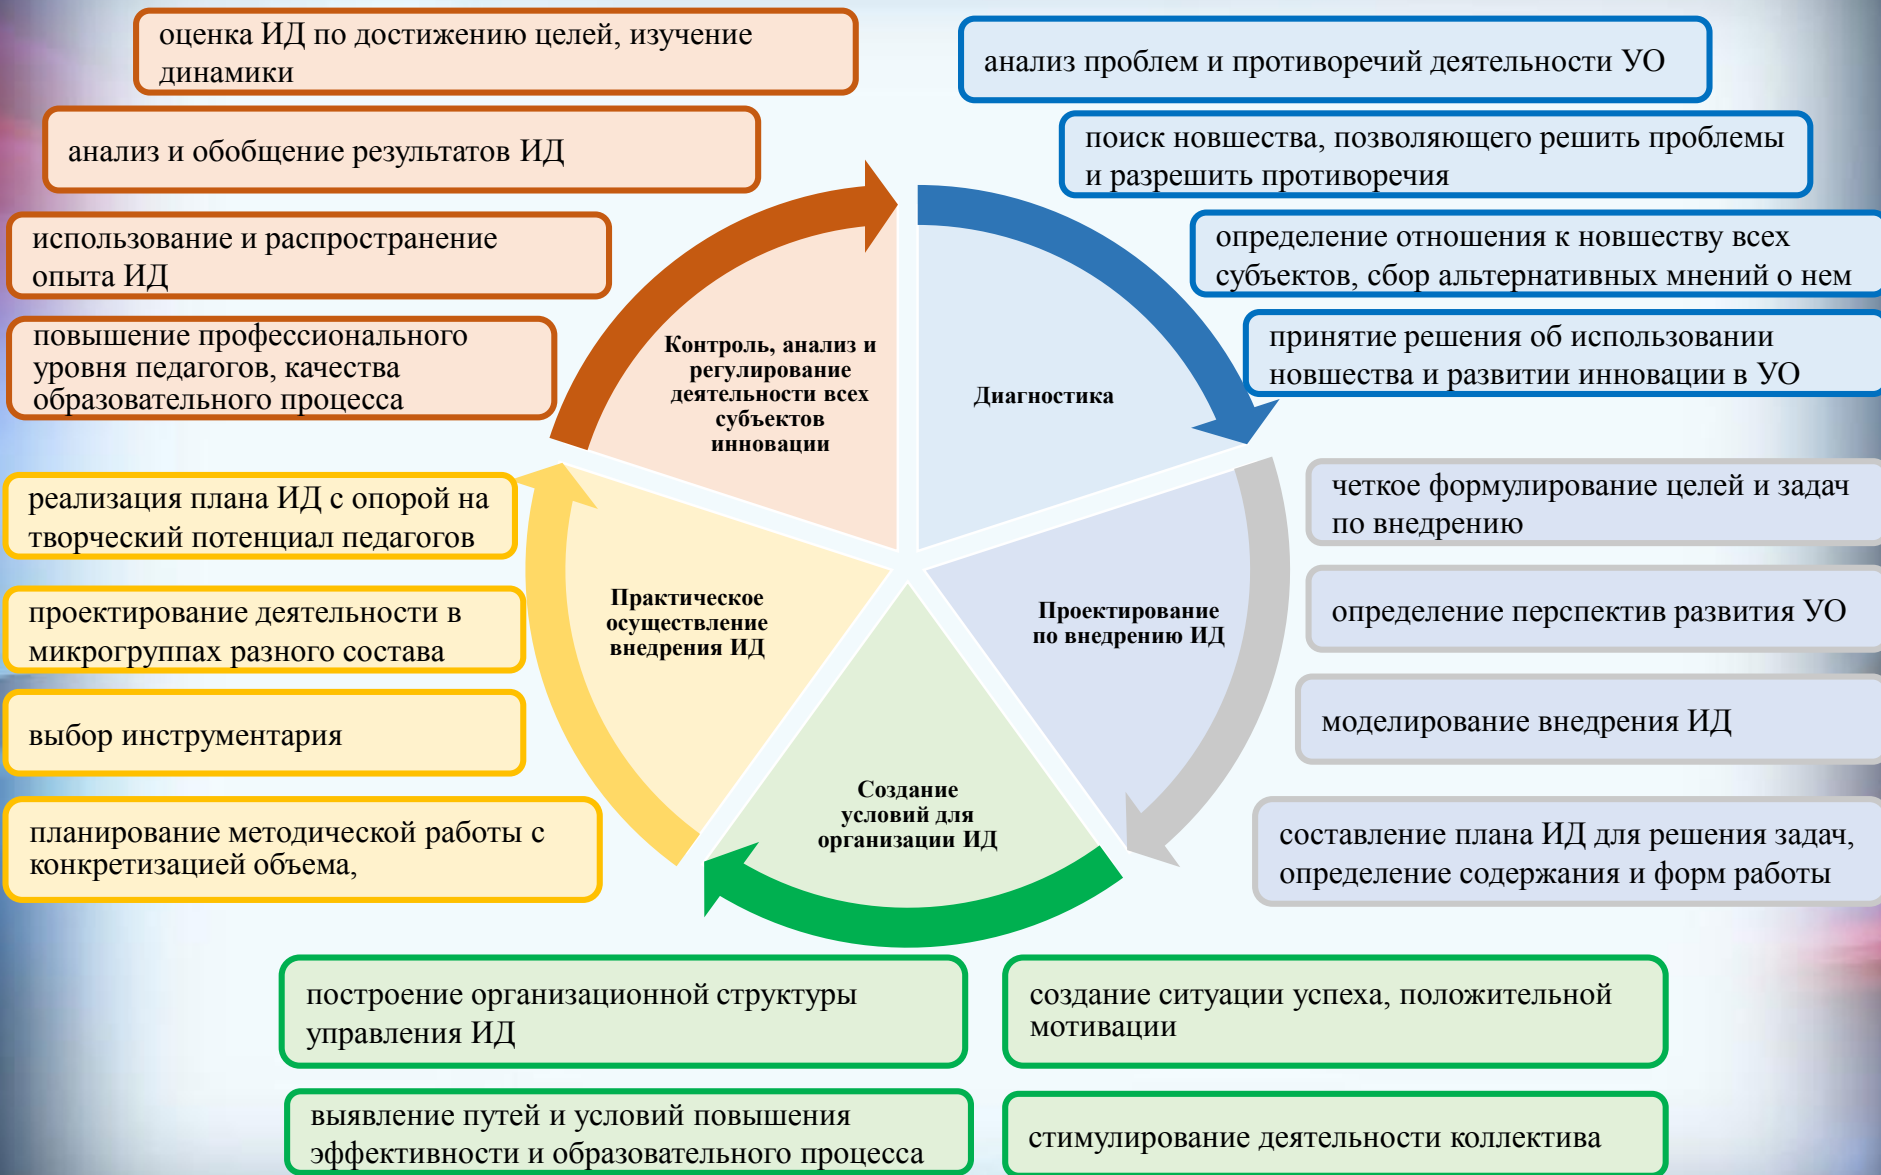 оценка ИД по достижению целей, изучение
динамики
анализ и обобщение результатов ИД
использование и распространение
опыта ИД
повышение профессионального
уровня педагогов, качества
образовательного процесса
реализация плана ИД с опорой на
творческий потенциал педагогов
проектирование деятельности в
микрогруппах разного состава
выбор инструментария
планирование методической работы с
конкретизацией объема,
анализ проблем и противоречий деятельности УО
поиск новшества, позволяющего решить проблемы
и разрешить противоречия
определение отношения к новшеству всех
субъектов, сбор альтернативных мнений о нем
принятие решения об использовании
новшества и развитии инновации в УО
четкое формулирование целей и задач
по внедрению
определение перспектив развития УО
моделирование внедрения ИД
составление плана ИД для решения задач,
определение содержания и форм работы
Контроль, анализ и
регулирование
деятельности всех
субъектов
инновации
Диагностика
Практическое
осуществление
внедрения ИД
Проектирование
по внедрению ИД
Создание
условий для
организации ИД
построение организационной структуры
управления ИД
создание ситуации успеха, положительной
мотивации
выявление путей и условий повышения
эффективности и образовательного процесса
стимулирование деятельности коллектива